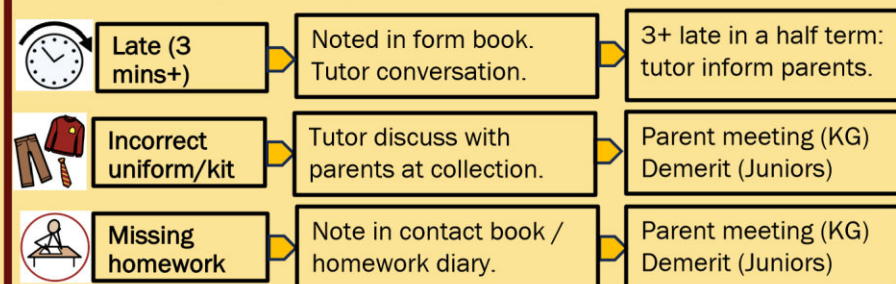 Late (3
mins+)
Noted in form book.
Tutor conversation.
3+ late in a half term:
tutor inform parents.
Incorrect
uniform/kit
Tutor discuss with
parents at collection.
Parent meeting (KG)
Demerit (Juniors)
Missing
homework
Note in contact book /
homework diary.
Parent meeting (KG)
Demerit (Juniors)